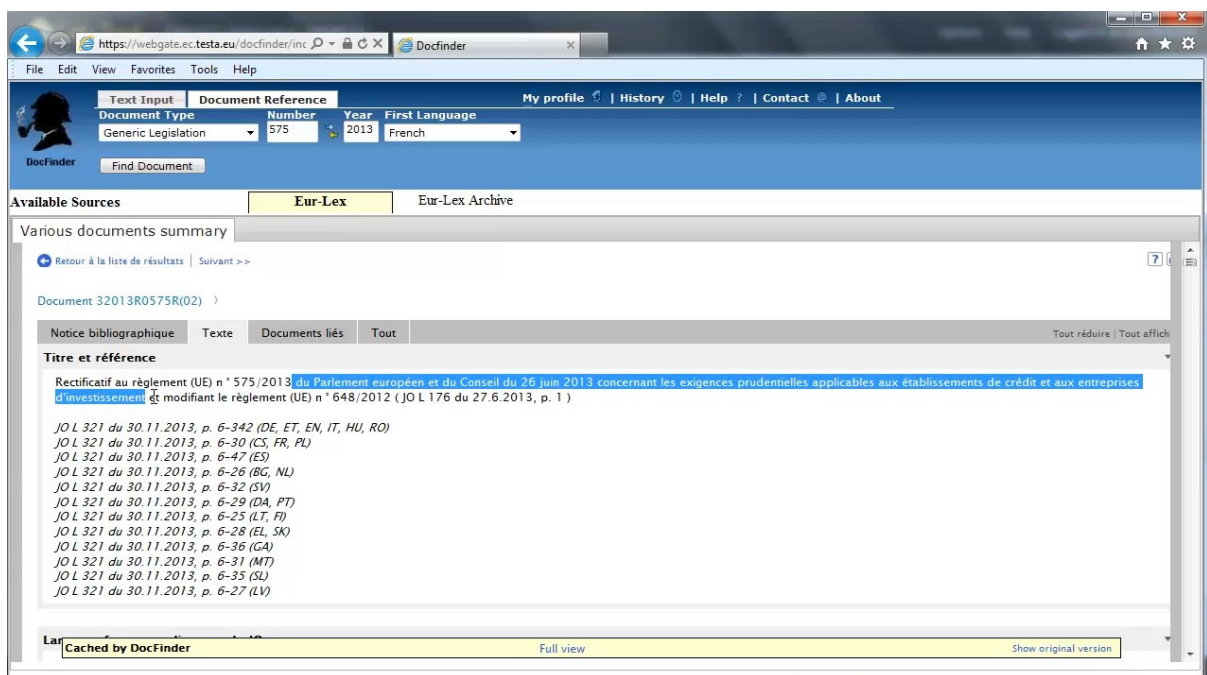 https://webgate.ec.testa.eu/docfinder/inc
Docfinder
File Edit View Favorites Tools Help
Text Input Document Reference
My profile | History | Help ? | Contact @ | About
Document Type Number Year First Language
Generic Legislation 575 2013 French
DocFinder
Find Document
Available Sources Eur-Lex Eur-Lex Archive
Various documents summary
Retour à la liste de résultats | Suivant >>
?
Document 32013R0575R(02) 〉
Notice bibliographique Texte Documents liés Tout
Tout réduire | Tout affich
Titre et référence
Rectificatif au règlement (UE) n ° 575/2013 du Parlement européen et du Conseil du 26 juin 2013 concernant les exigences prudentielles applicables aux établissements de crédit et aux entreprises
d'investissement et modifiant le règlement (UE) n ° 648/2012 ( JO L 176 du 27.6.2013, p. 1 )
JO L 321 du 30.11.2013, p. 6-342 (DE, ET, EN, IT, HU, RO)
JO L 321 du 30.11.2013, p. 6-30 (CS, FR, PL)
JO L 321 du 30.11.2013, p. 6-47 (ES)
JO L 321 du 30.11.2013, p. 6-26 (BG, NL)
JO L 321 du 30.11.2013, p. 6-32 (SV)
JO L 321 du 30.11.2013, p. 6-29 (DA, PT)
JO L 321 du 30.11.2013, p. 6-25 (LT, FI)
JO L 321 du 30.11.2013, p. 6-28 (EL, SK)
JO L 321 du 30.11.2013, p. 6-36 (GA)
JO L 321 du 30.11.2013, p. 6-31 (MT)
JO L 321 du 30.11.2013, p. 6-35 (SL)
JO L 321 du 30.11.2013, p. 6-27 (LV)
Cached by DocFinder Full view Show original version